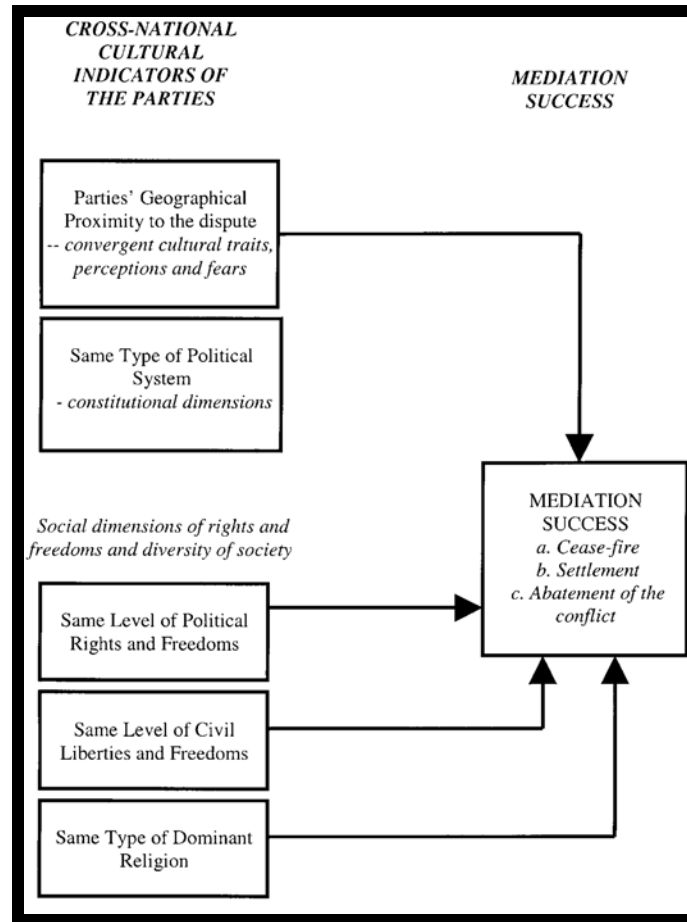 CROSS-NATIONAL
CULTURAL
INDICATORS OF
THE PARTIES
MEDIATION
SUCCESS
Parties' Geographical
Proximity to the dispute
-- convergent cultural traits,
perceptions and fears
Same Type of Political
System
- constitutional dimensions
Social dimensions of rights and
freedoms and diversity of society
Same Level of Political
Rights and Freedoms
Same Level of Civil
Liberties and Freedoms
Same Type of Dominant
Religion
MEDIATION
SUCCESS
a. Cease-fire
b. Settlement
c. Abatement of the
conflict